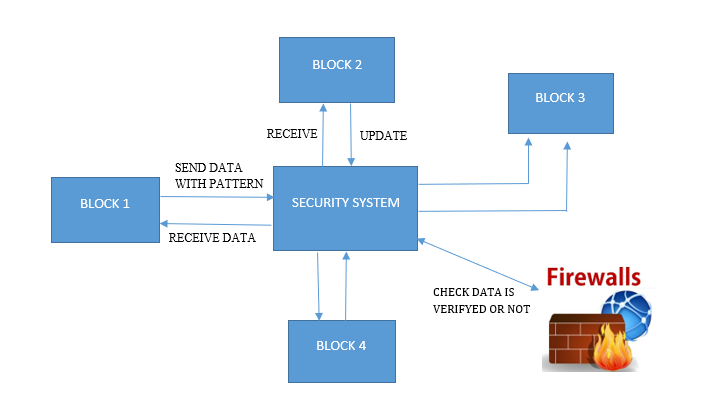 BLOCK 2
BLOCK 3
RECEIVE
UPDATE
SEND DATA
WITH PATTERN
BLOCK 1
SECURITY SYSTEM
RECEIVE DATA
Firewalls
CHECK DATA IS
VERIFYED OR NOT
BLOCK 4